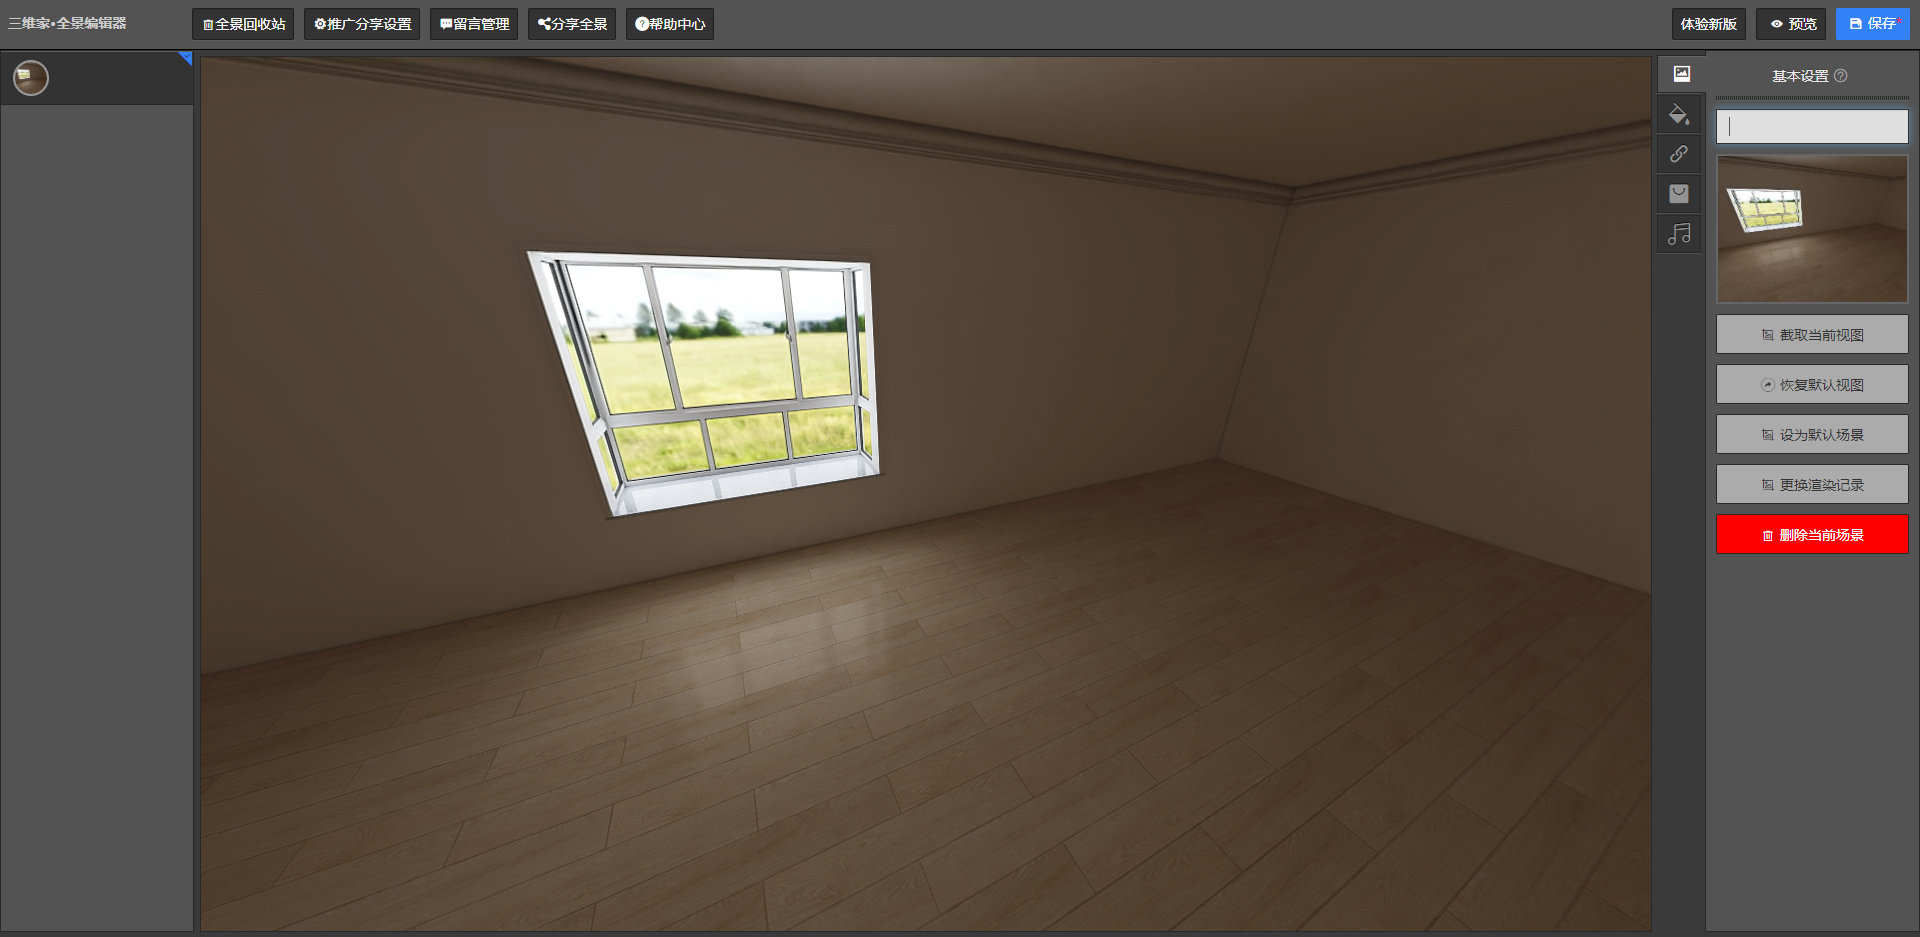 三维家•全景编辑器
全景回收站
推广分享设置
留言管理
分享全景
帮助中心
体验新版
预览
保存*
基本设置
截取当前视图
恢复默认视图
设为默认场景
更换渲染记录
删除当前场景